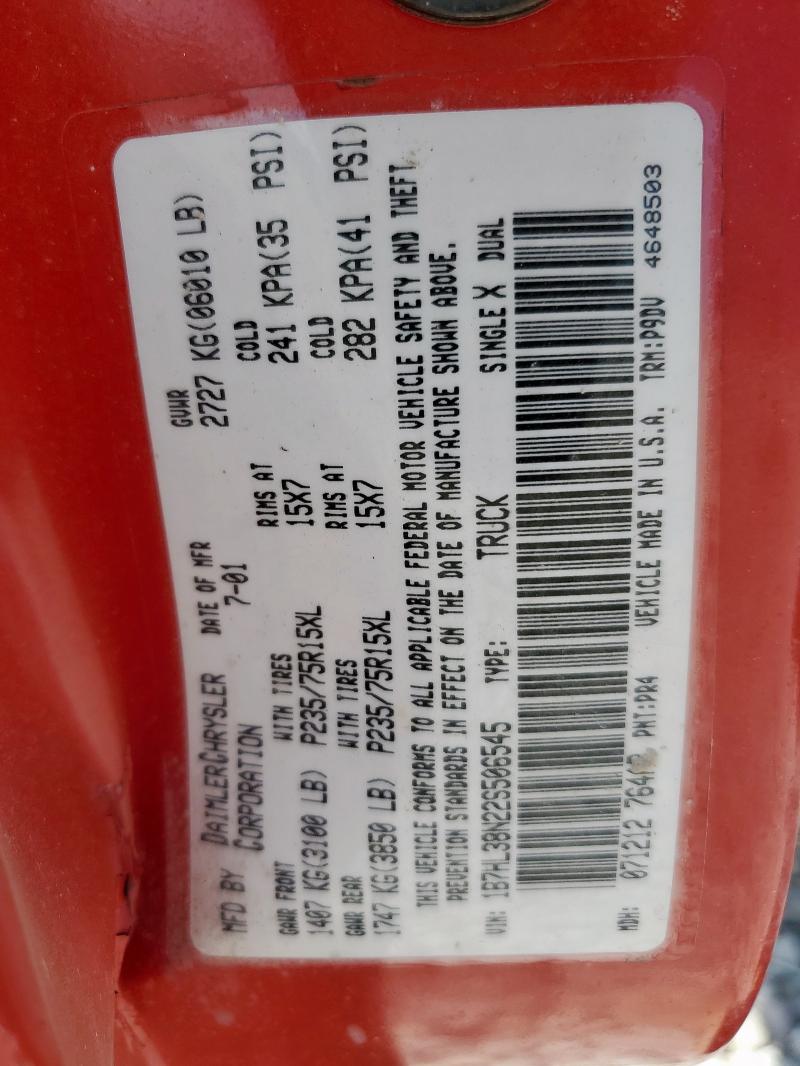 MFD BY DAIMLERCHRYSLER CORPORATION DATE OF MFR 7-01 GVWR 2727 KG(06010 LB)
GAWR FRONT WITH TIRES RIMS AT COLD
1407 KG(3100 LB) P235/75R15XL 15X7 241 KPA(35 PSI)
GAWR REAR WITH TIRES RIMS AT COLD
1747 KG(3850 LB) P235/75R15XL 15X7 282 KPA(41 PSI)
THIS VEHICLE CONFORMS TO ALL APPLICABLE FEDERAL MOTOR VEHICLE SAFETY AND THEFT
PREVENTION STANDARDS IN EFFECT ON THE DATE OF MANUFACTURE SHOWN ABOVE.
VIN: 1B7HL38N22S506545 TYPE: TRUCK SINGLE X DUAL
MDH: 071212 PNT:PR4 VEHICLE MADE IN U.S.A. TRM:P9DV 4648503